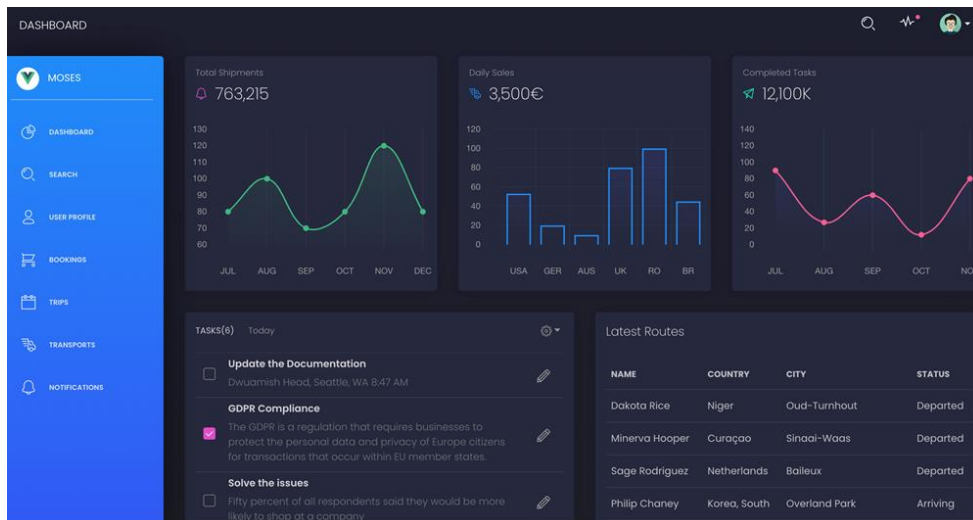 DASHBOARD
MOSES
DASHBOARD
SEARCH
USER PROFILE
BOOKINGS
TRIPS
TRANSPORTS
NOTIFICATIONS
Total Shipments
763,215
130
120
110
100
90
80
70
60
JUL AUG SEP OCT NOV DEC
Daily Sales
3,500€
120
100
80
60
40
20
0
USA GER AUS UK RO BR
Completed Tasks
12,100K
140
120
100
80
60
40
20
0
JUL AUG SEP OCT NO
TASKS(6) Today
Update the Documentation
Dwuamish Head, Seattle, WA 8:47 AM
GDPR Compliance
The GDPR is a regulation that requires businesses to
protect the personal data and privacy of Europe citizens
for transactions that occur within EU member states.
Solve the issues
Fifty percent of all respondents said they would be more
likely to shop at a company
Latest Routes
NAME COUNTRY CITY STATUS
Dakota Rice Niger Oud-Turnhout Departed
Minerva Hooper Curaçao Sinaai-Waas Departed
Sage Rodriguez Netherlands Baileux Departed
Philip Chaney Korea, South Overland Park Arriving